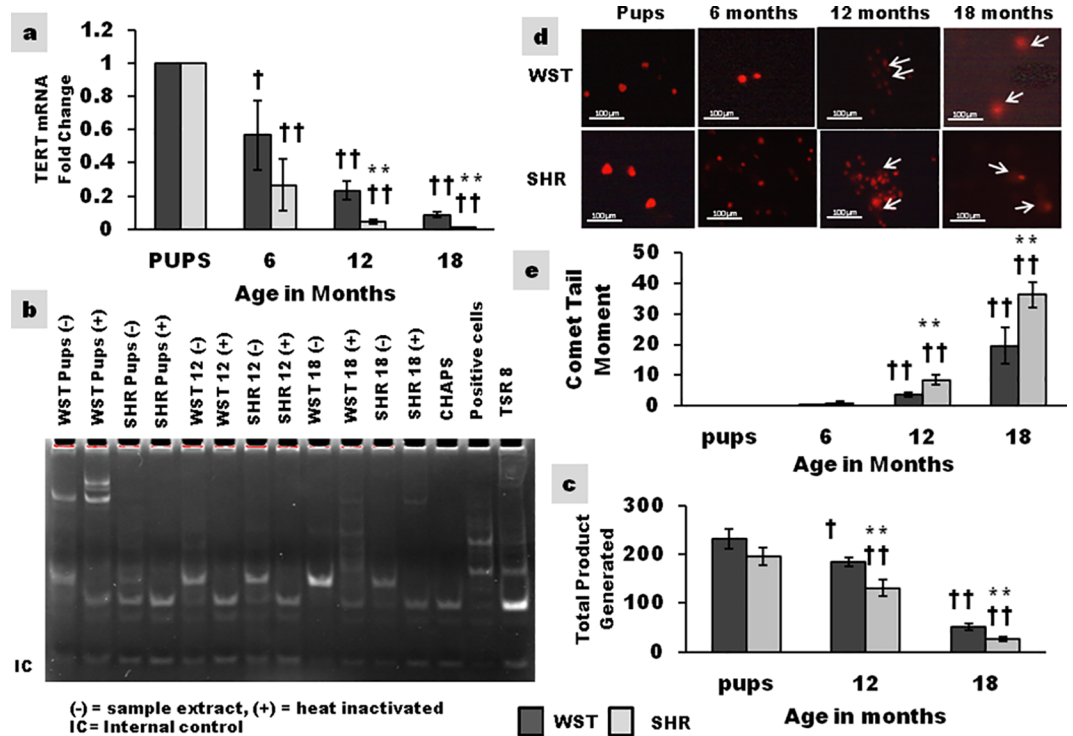 a
1.2
1
0.8
0.6
0.4
0.2
0
TERT mRNA
Fold Change
†
††
††
**
††
††
**
††
PUPS
6
12
18
Age in Months
b
WST Pups (-)
WST Pups (+)
SHR Pups (-)
SHR Pups (+)
WST 12 (-)
WST 12 (+)
SHR 12 (-)
SHR 12 (+)
WST 18 (-)
WST 18 (+)
SHR 18 (-)
SHR 18 (+)
CHAPS
Positive cells
TSR 8
IC
(-) = sample extract, (+) = heat inactivated
IC= Internal control
d
Pups
6 months
12 months
18 months
WST
100µm
100µm
100µm
100µm
SHR
100µm
100µm
100µm
100µm
e
50
40
30
20
10
0
Comet Tail
Moment
††
**
††
††
**
††
pups
6
12
18
Age in Months
c
300
200
100
0
Total Product
Generated
†
**
††
††
**
††
pups
12
18
Age in months
WST
SHR